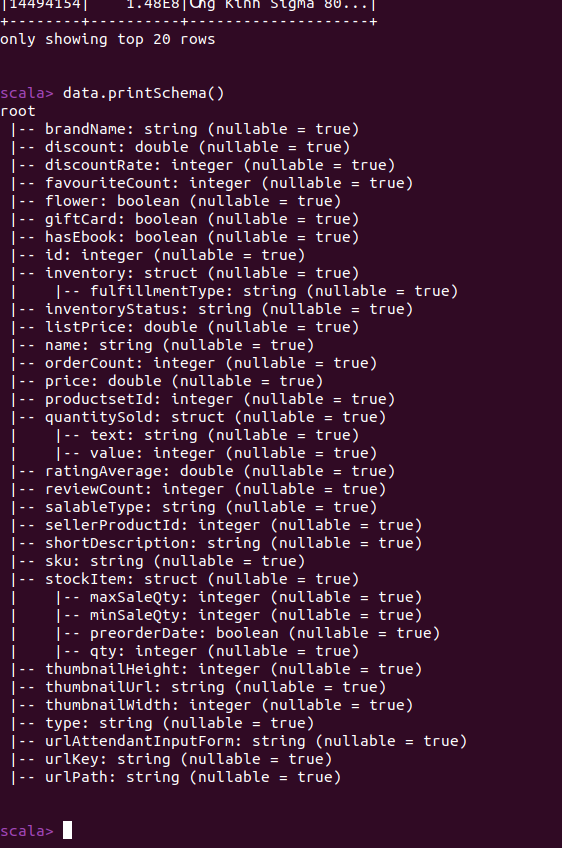 |14494154|    1.48E8|Ống Kính Sigma 80...|
+--------+----------+--------------------+
only showing top 20 rows
scala> data.printSchema()
root
 |-- brandName: string (nullable = true)
 |-- discount: double (nullable = true)
 |-- discountRate: integer (nullable = true)
 |-- favouriteCount: integer (nullable = true)
 |-- flower: boolean (nullable = true)
 |-- giftCard: boolean (nullable = true)
 |-- hasEbook: boolean (nullable = true)
 |-- id: integer (nullable = true)
 |-- inventory: struct (nullable = true)
 |    |-- fulfillmentType: string (nullable = true)
 |-- inventoryStatus: string (nullable = true)
 |-- listPrice: double (nullable = true)
 |-- name: string (nullable = true)
 |-- orderCount: integer (nullable = true)
 |-- price: double (nullable = true)
 |-- productsetId: integer (nullable = true)
 |-- quantitySold: struct (nullable = true)
 |    |-- text: string (nullable = true)
 |    |-- value: integer (nullable = true)
 |-- ratingAverage: double (nullable = true)
 |-- reviewCount: integer (nullable = true)
 |-- salableType: string (nullable = true)
 |-- sellerProductId: integer (nullable = true)
 |-- shortDescription: string (nullable = true)
 |-- sku: string (nullable = true)
 |-- stockItem: struct (nullable = true)
 |    |-- maxSaleQty: integer (nullable = true)
 |    |-- minSaleQty: integer (nullable = true)
 |    |-- preorderDate: boolean (nullable = true)
 |    |-- qty: integer (nullable = true)
 |-- thumbnailHeight: integer (nullable = true)
 |-- thumbnailUrl: string (nullable = true)
 |-- thumbnailWidth: integer (nullable = true)
 |-- type: string (nullable = true)
 |-- urlAttendantInputForm: string (nullable = true)
 |-- urlKey: string (nullable = true)
 |-- urlPath: string (nullable = true)
scala>